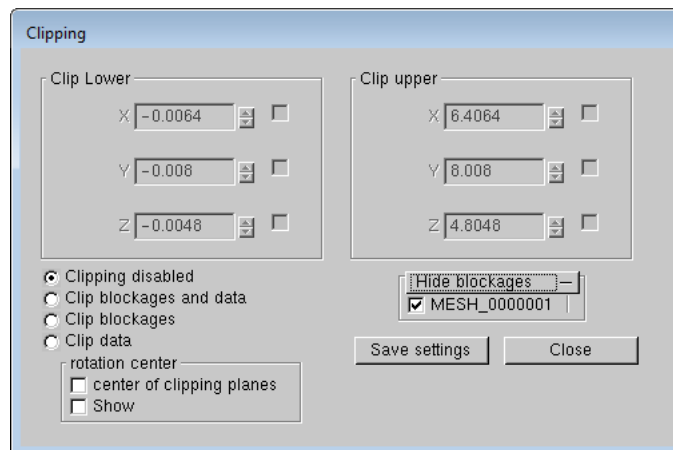 Clipping
Clip Lower
X -0.0064
Y -0.008
Z -0.0048
Clip upper
X 6.4064
Y 8.008
Z 4.8048
Clipping disabled
Clip blockages and data
Clip blockages
Clip data
rotation center
center of clipping planes
Show
Hide blockages
MESH_0000001
Save settings
Close